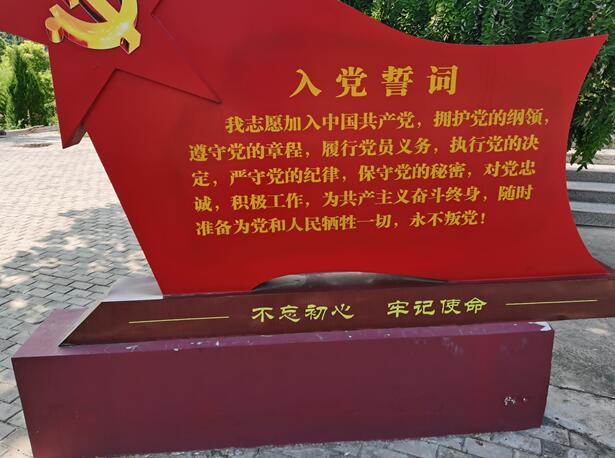 入党誓词
我志愿加入中国共产党，拥护党的纲领，
遵守党的章程，履行党员义务，执行党的决
定，严守党的纪律，保守党的秘密，对党忠
诚，积极工作，为共产主义奋斗终身，随时
准备为党和人民牺牲一切，永不叛党！
不忘初心 牢记使命